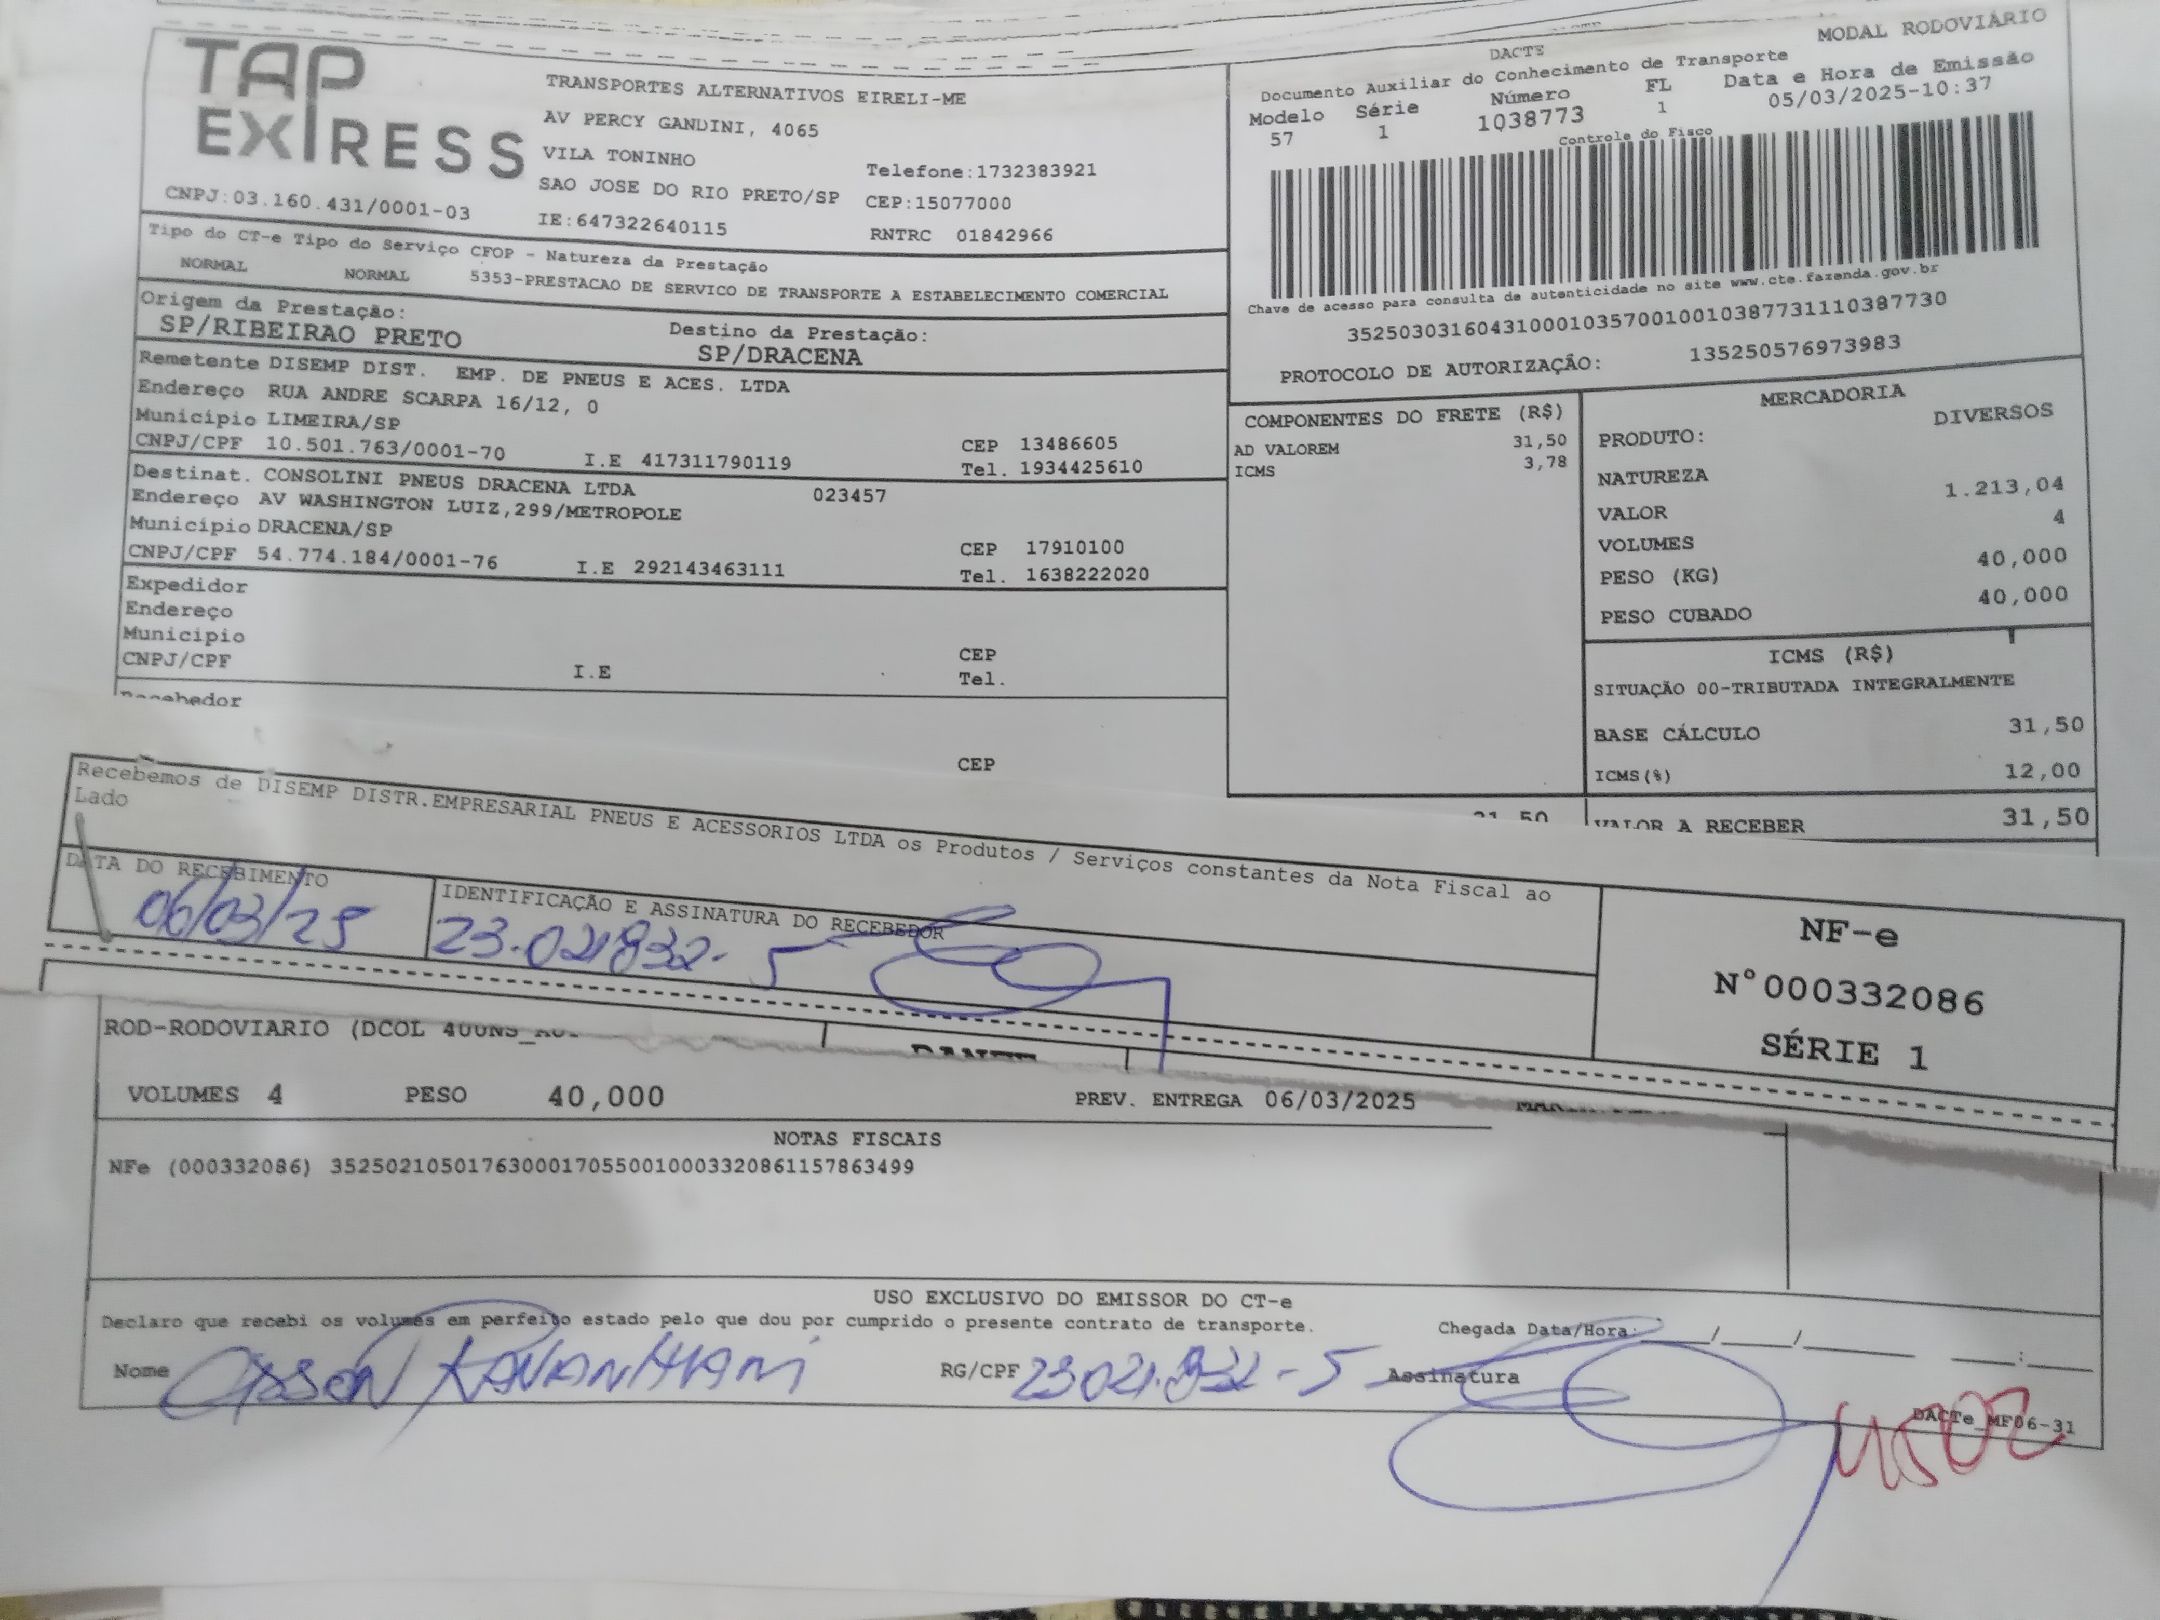 TAP
EXPRESS
CNPJ:03.160.431/0001-03
TRANSPORTES ALTERNATIVOS EIRELI-ME
AV PERCY GANDINI, 4065
VILA TONINHO
Telefone:1732383921
SAO JOSE DO RIO PRETO/SP CEP:15077000
IE:647322640115
RNTRC 01842966
MODAL RODOVIÁRIO
DACTE
Documento Auxiliar do Conhecimento de Transporte
Modelo Série Número FL Data e Hora de Emissão
57 1 1038773 1 05/03/2025-10:37
Controle do Fisco
Chave de acesso para consulta de autenticidade no site www.cte.fazenda.gov.br
35250303160431000103570010010387731110387730
PROTOCOLO DE AUTORIZAÇÃO: 135250576973983
Tipo do CT-e Tipo do Serviço CFOP - Natureza da Prestação
NORMAL NORMAL 5353-PRESTACAO DE SERVICO DE TRANSPORTE A ESTABELECIMENTO COMERCIAL
Origem da Prestação:
SP/RIBEIRAO PRETO
Destino da Prestação:
SP/DRACENA
Remetente DISEMP DIST. EMP. DE PNEUS E ACES. LTDA
Endereço RUA ANDRE SCARPA 16/12, 0
Município LIMEIRA/SP
CEP 13486605
CNPJ/CPF 10.501.763/0001-70 I.E 417311790119 Tel. 1934425610
Destinat. CONSOLINI PNEUS DRACENA LTDA 023457
Endereço AV WASHINGTON LUIZ,299/METROPOLE
Município DRACENA/SP
CEP 17910100
CNPJ/CPF 54.774.184/0001-76 I.E 292143463111 Tel. 1638222020
Expedidor
Endereço
Município
CEP
CNPJ/CPF I.E Tel.
Recebedor
CEP
COMPONENTES DO FRETE (R$)
AD VALOREM 31,50
ICMS 3,78
31,50
MERCADORIA
PRODUTO: DIVERSOS
NATUREZA
VALOR 1.213,04
VOLUMES 4
PESO (KG) 40,000
PESO CUBADO 40,000
ICMS (R$)
SITUAÇÃO 00-TRIBUTADA INTEGRALMENTE
BASE CÁLCULO 31,50
ICMS(%) 12,00
VALOR A RECEBER 31,50
Recebemos de DISEMP DISTR.EMPRESARIAL PNEUS E ACESSORIOS LTDA os Produtos / Serviços constantes da Nota Fiscal ao
Lado
DATA DO RECEBIMENTO
06/03/25
IDENTIFICAÇÃO E ASSINATURA DO RECEBEDOR
23.021832-5
NF-e
N°000332086
SÉRIE 1
ROD-RODOVIARIO (DCOL
DANFE
VOLUMES 4 PESO 40,000 PREV. ENTREGA 06/03/2025
NOTAS FISCAIS
NFe (000332086) 35250210501763000170550010003320861157863499
USO EXCLUSIVO DO EMISSOR DO CT-e
Declaro que recebi os volumes em perfeito estado pelo que dou por cumprido o presente contrato de transporte.
Chegada Data/Hora: ____/____/____ ___:___
Nome
RG/CPF 23021.832-5 Assinatura
DACTe_MF06-31